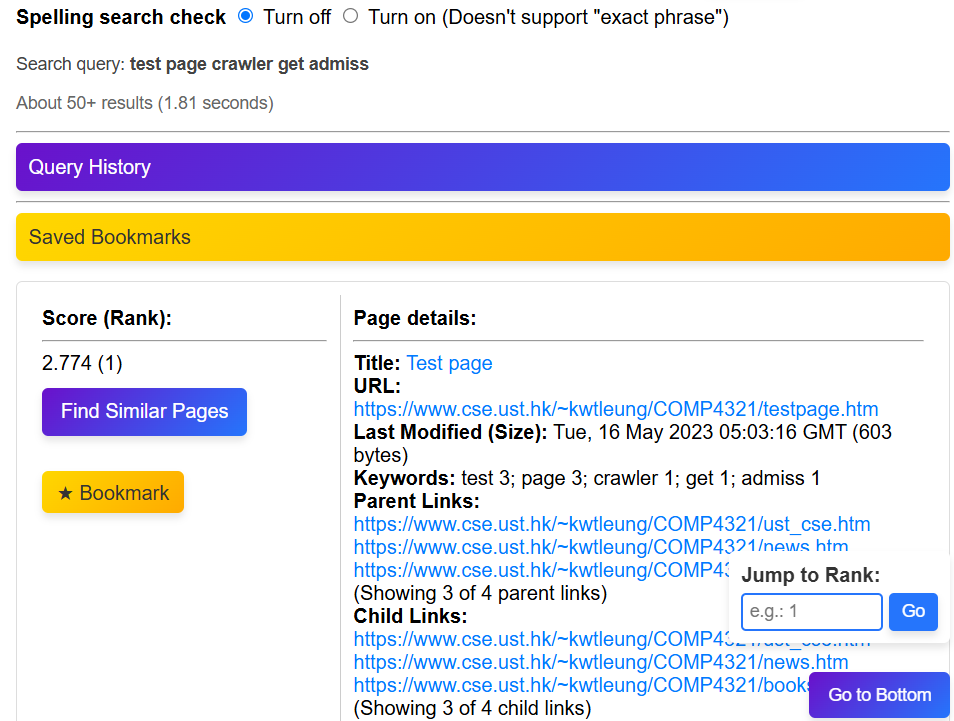 Spelling search check Turn off Turn on (Doesn't support "exact phrase")
Search query: test page crawler get admiss
About 50+ results (1.81 seconds)
Query History
Saved Bookmarks
Score (Rank):
2.774 (1)
Find Similar Pages
★ Bookmark
Page details:
Title: Test page
URL:
https://www.cse.ust.hk/~kwtleung/COMP4321/testpage.htm
Last Modified (Size): Tue, 16 May 2023 05:03:16 GMT (603
bytes)
Keywords: test 3; page 3; crawler 1; get 1; admiss 1
Parent Links:
https://www.cse.ust.hk/~kwtleung/COMP4321/ust_cse.htm
https://www.cse.ust.hk/~kwtleung/COMP4321/news.htm
https://www.cse.ust.hk/~kwtleung/COMP43
(Showing 3 of 4 parent links)
Child Links:
https://www.cse.ust.hk/~kwtleung/COMP4321/ust_cse.htm
https://www.cse.ust.hk/~kwtleung/COMP4321/news.htm
https://www.cse.ust.hk/~kwtleung/COMP4321/books
(Showing 3 of 4 child links)
Jump to Rank:
e.g.: 1
Go
Go to Bottom